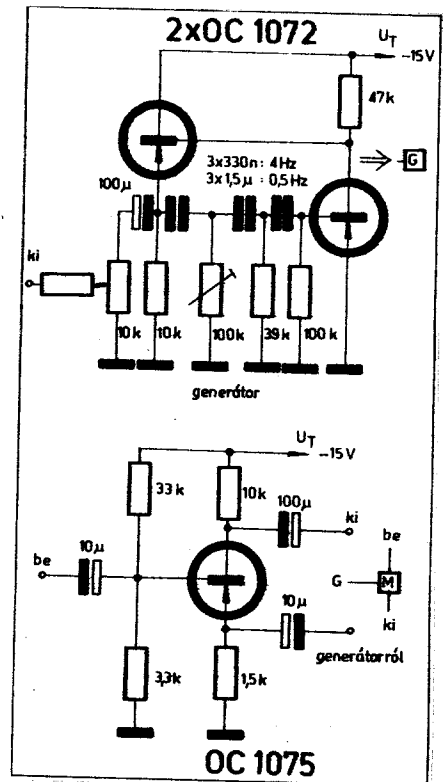 2xOC 1072
U_T
-15V
47k
G
3x330n: 4Hz
3x1,5µ: 0,5Hz
100µ
ki
10k
10k
100k
39k
100k
generátor
U_T
-15V
33k
10k
100µ
ki
be
10µ
be
G
M
ki
10µ
generátorról
3,3k
1,5k
OC 1075